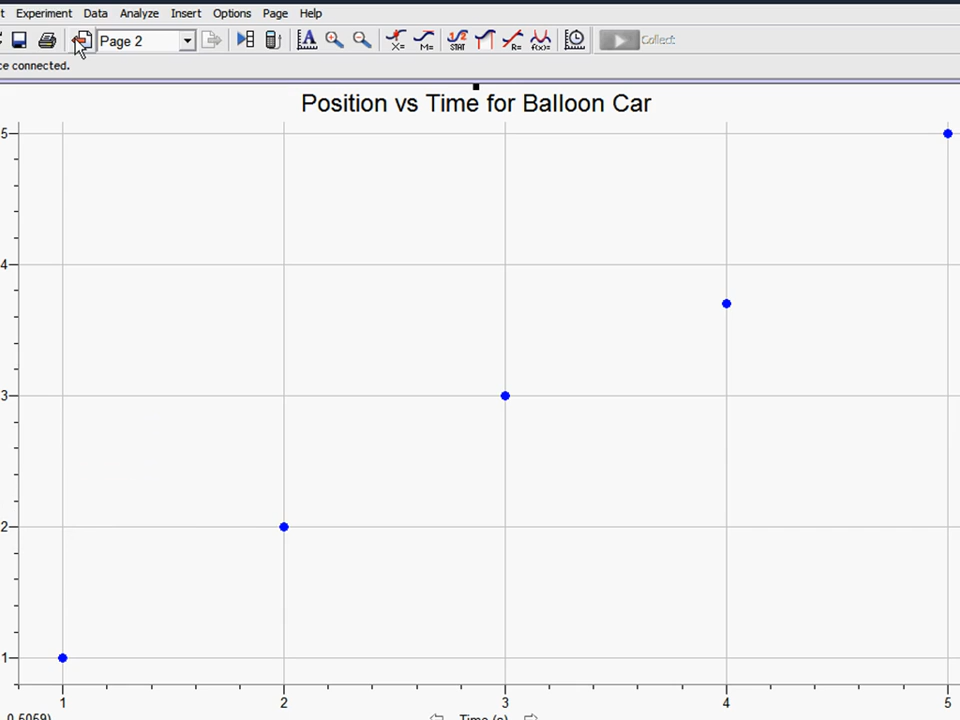 t Experiment Data Analyze Insert Options Page Help
Page 2 X= M= STAT R= f(x)= Collect
ce connected.
Position vs Time for Balloon Car
5
4
3
2
1
1 2 3 4 5
0.5059) Time (s)